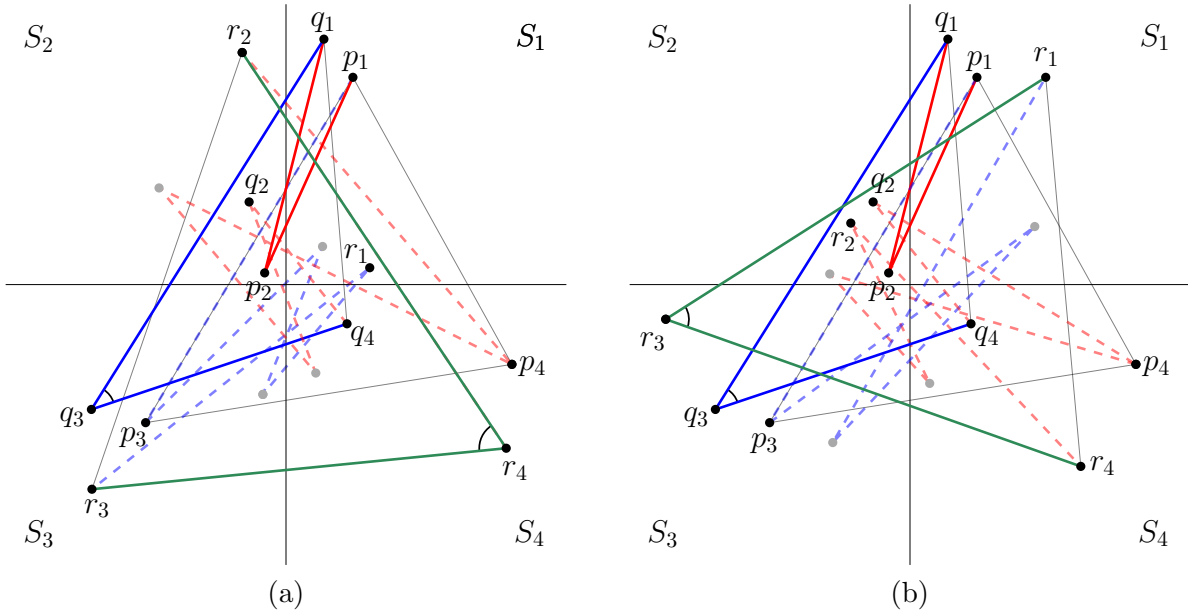 S₂ r₂ q₁ S₁ S₂ q₁ S₁
p₁ p₁ r₁
q₂ r₁ q₂ r₂
p₂ p₂
q₄ r₃ q₄
p₄ p₄
q₃ p₃ q₃ p₃
r₄ r₄
r₃
S₃ S₄ S₃ S₄
(a) (b)